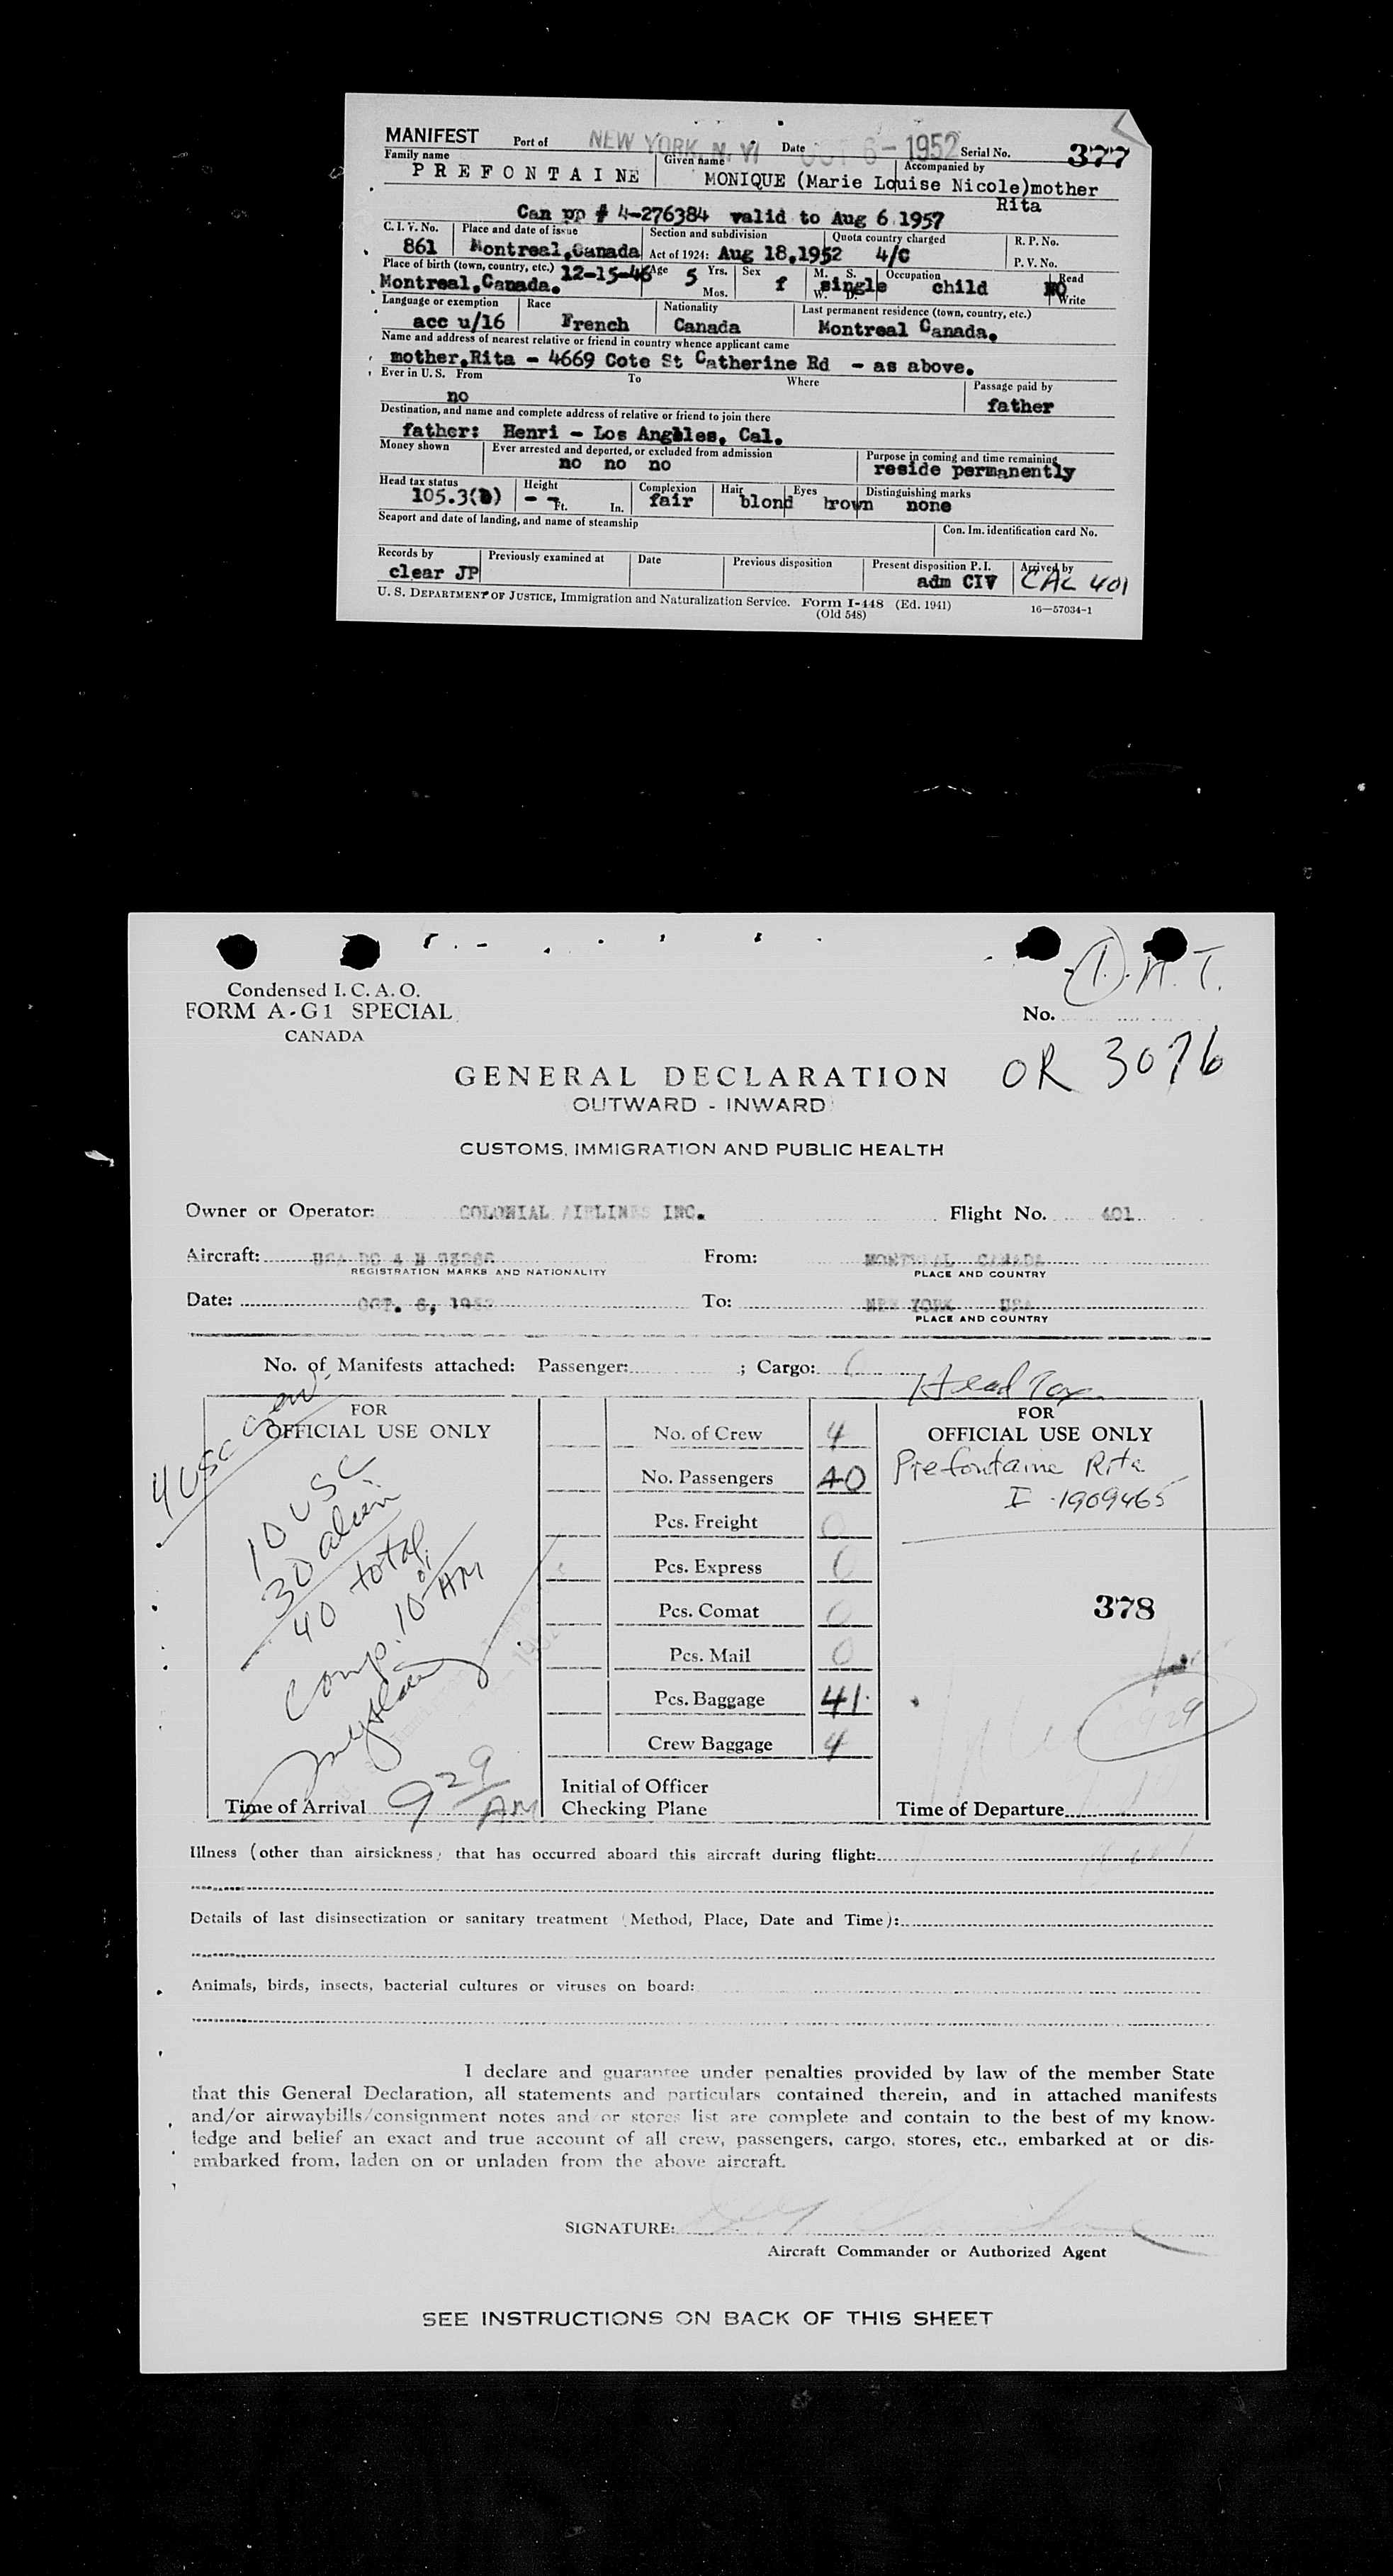 MANIFEST Port of NEW YORK, N. Y. Date OCT 6 - 1952 Serial No. 377
Family name Given name Accompanied by
PREFONTAINE MONIQUE (Marie Louise Nicole) mother
Rita
Can pp # 4-276384 valid to Aug 6 1957
C. I. V. No. Place and date of issue Section and subdivision Quota country charged R. P. No.
861 Montreal, Canada Act of 1924: Aug 18, 1952 4/C P. V. No.
Place of birth (town, country, etc.) 12-15-46 Age 5 Yrs. Mos. Sex f M. S. W. D. single Occupation child Read NO Write
Montreal, Canada.
Language or exemption Race Nationality Last permanent residence (town, country, etc.)
acc u/16 French Canada Montreal Canada.
Name and address of nearest relative or friend in country whence applicant came
mother, Rita - 4669 Cote St Catherine Rd - as above.
Ever in U. S. From To Where Passage paid by
no father
Destination, and name and complete address of relative or friend to join there
father: Henri - Los Angeles, Cal.
Money shown Ever arrested and deported, or excluded from admission Purpose in coming and time remaining
no no no reside permanently
Head tax status Height Complexion Hair Eyes Distinguishing marks
105.3(b) - - Ft. In. fair blond brown none
Seaport and date of landing, and name of steamship Con. Im. identification card No.
Records by Previously examined at Date Previous disposition Present disposition P. I. Arrived by
clear JP adm CIV CAL 401
U. S. DEPARTMENT OF JUSTICE, Immigration and Naturalization Service. Form I-448 (Ed. 1941) 16—57034-1
(Old 548)
Condensed I. C. A. O.
FORM A-G1 SPECIAL
CANADA
No.
OR 3076
GENERAL DECLARATION
OUTWARD - INWARD
CUSTOMS, IMMIGRATION AND PUBLIC HEALTH
Owner or Operator: COLONIAL AIRLINES INC. Flight No. 401
Aircraft: USA DC 4 N From: MONTREAL CANADA
REGISTRATION MARKS AND NATIONALITY PLACE AND COUNTRY
Date: OCT. 6, 1952 To: NEW YORK USA
PLACE AND COUNTRY
No. of Manifests attached: Passenger: ; Cargo:
Head Tax
4 USC crew
FOR
OFFICIAL USE ONLY
10 USC
30 alien
40 total
Comp. 10 01 AM
Time of Arrival 9 29 AM
No. of Crew 4
No. Passengers 40
Pcs. Freight 0
Pcs. Express 0
Pcs. Comat 0
Pcs. Mail 0
Pcs. Baggage 41
Crew Baggage 4
Initial of Officer
Checking Plane
FOR
OFFICIAL USE ONLY
Prefontaine Rita
I-1909465
378
Time of Departure
Illness (other than airsickness) that has occurred aboard this aircraft during flight:
Details of last disinsectization or sanitary treatment (Method, Place, Date and Time):
Animals, birds, insects, bacterial cultures or viruses on board:
I declare and guarantee under penalties provided by law of the member State
that this General Declaration, all statements and particulars contained therein, and in attached manifests
and/or airwaybills/consignment notes and/or stores list are complete and contain to the best of my know-
ledge and belief an exact and true account of all crew, passengers, cargo, stores, etc., embarked at or dis-
embarked from, laden on or unladen from the above aircraft.
SIGNATURE:
Aircraft Commander or Authorized Agent
SEE INSTRUCTIONS ON BACK OF THIS SHEET